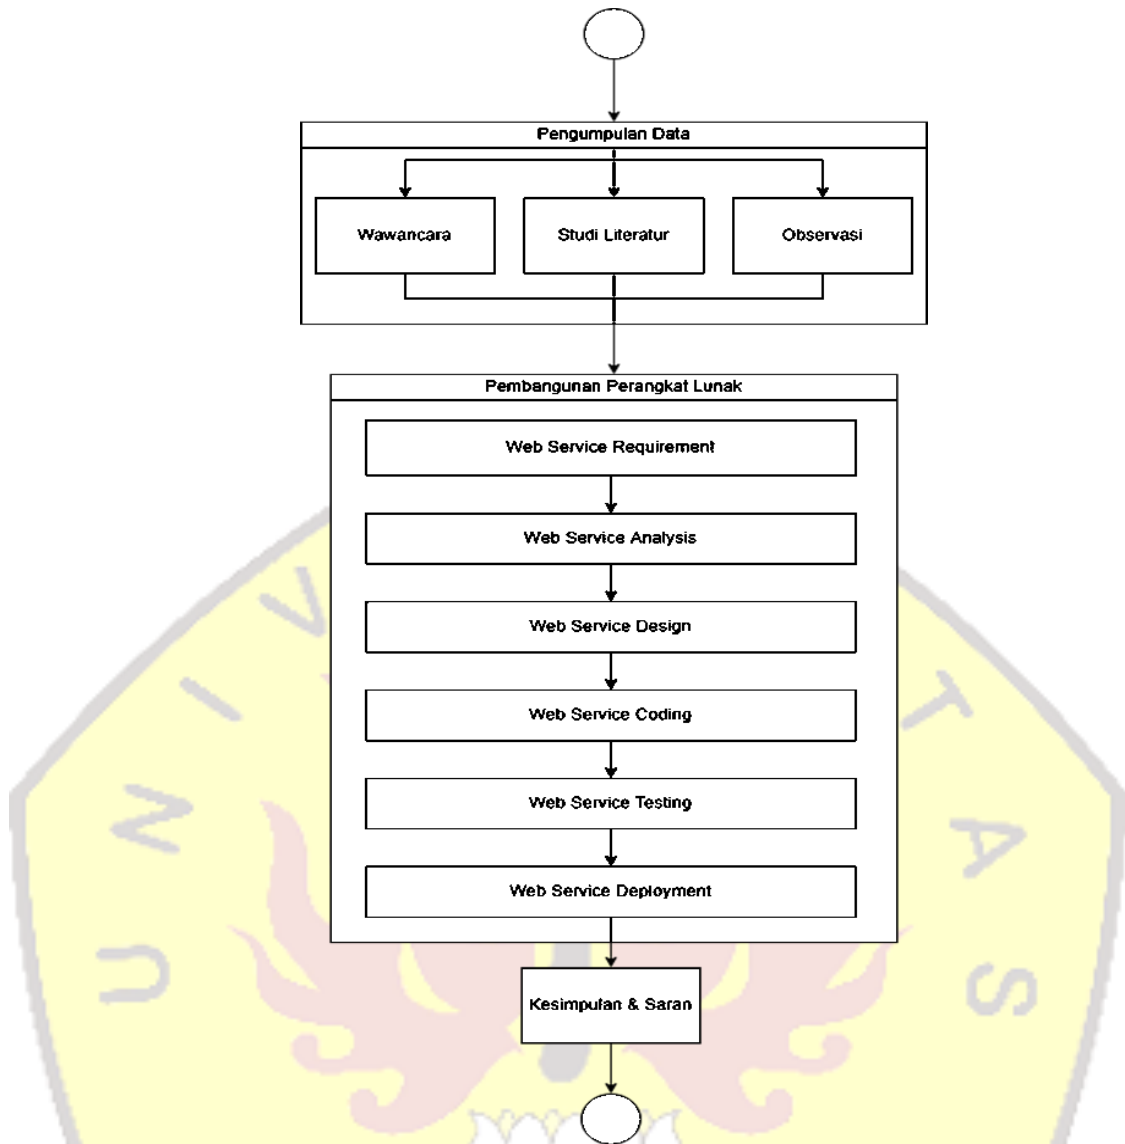 Pengumpulan Data
Wawancara
Studi Literatur
Observasi
Pembangunan Perangkat Lunak
Web Service Requirement
Web Service Analysis
Web Service Design
Web Service Coding
Web Service Testing
Web Service Deployment
Kesimpulan & Saran
U N I V T A S